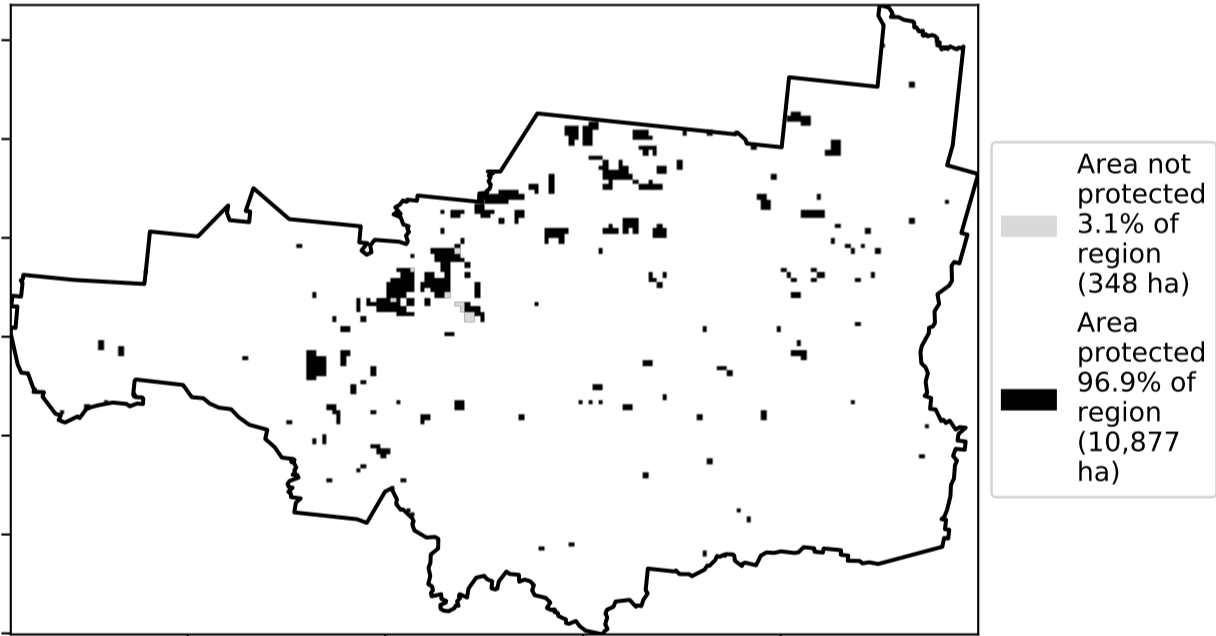 Area not
protected
3.1% of
region
(348 ha)
Area
protected
96.9% of
region
(10,877
ha)